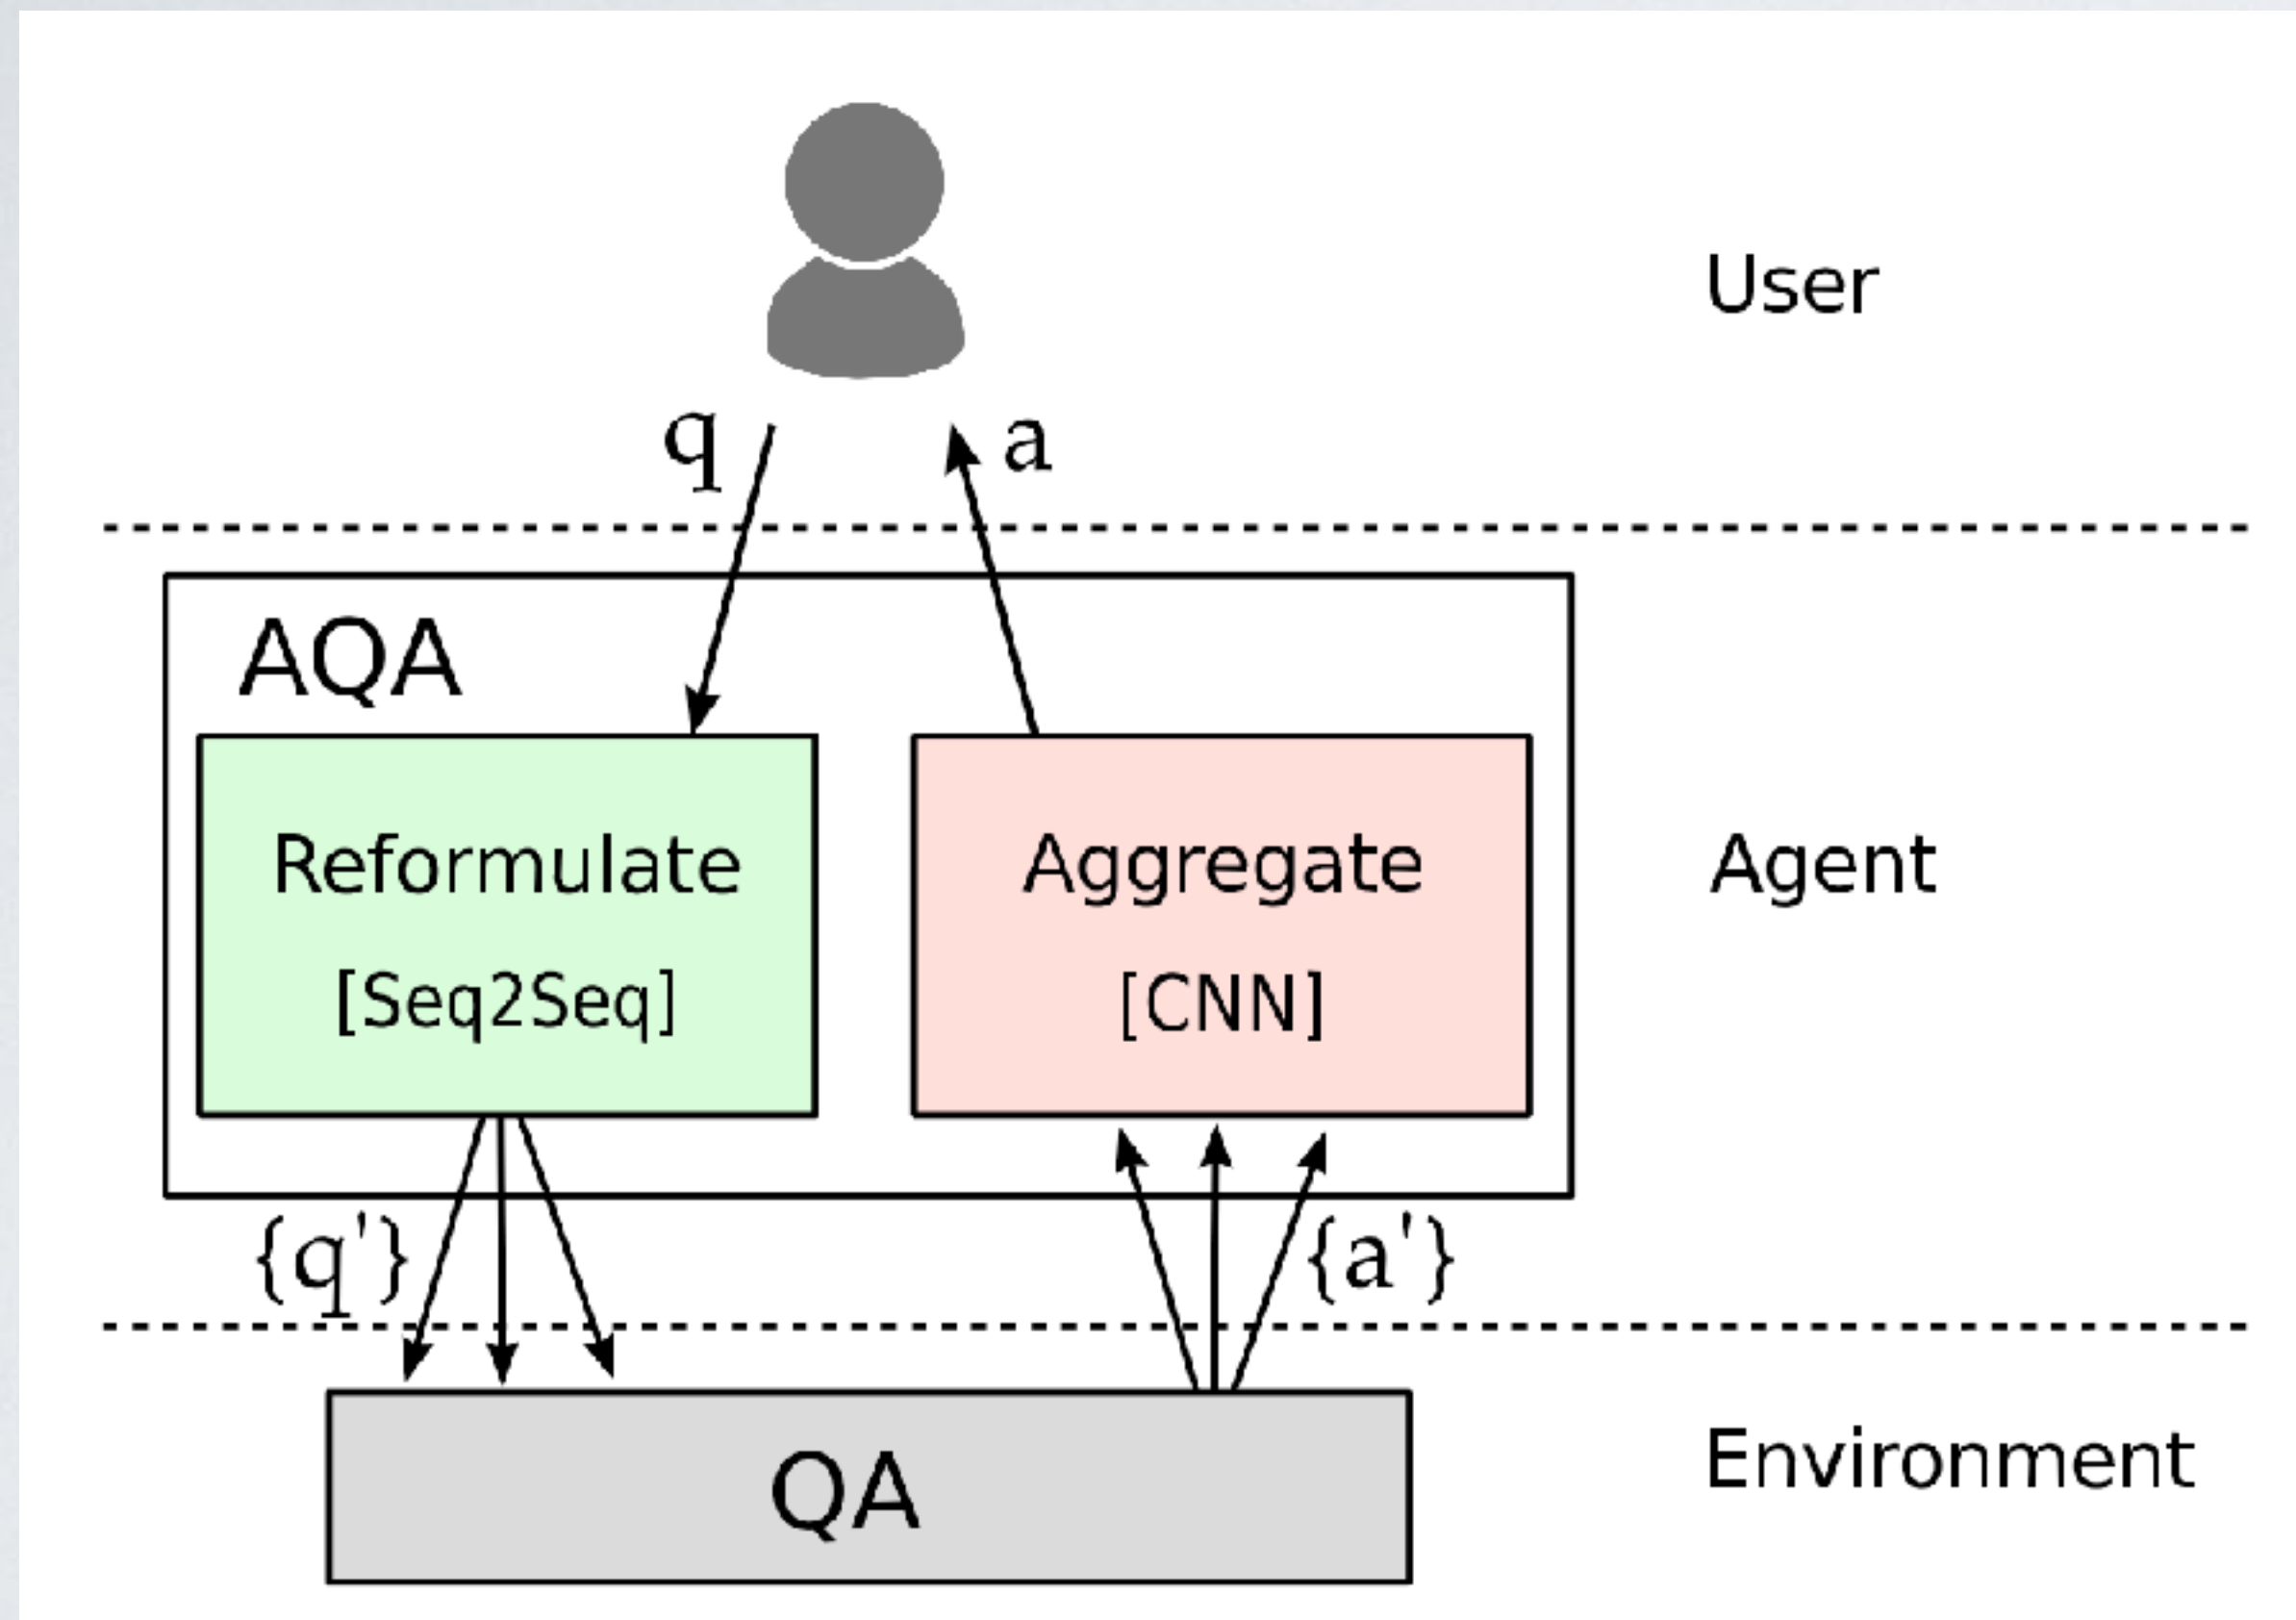 User
q
a
AQA
Reformulate
[Seq2Seq]
Aggregate
[CNN]
Agent
{q'}
{a'}
QA
Environment